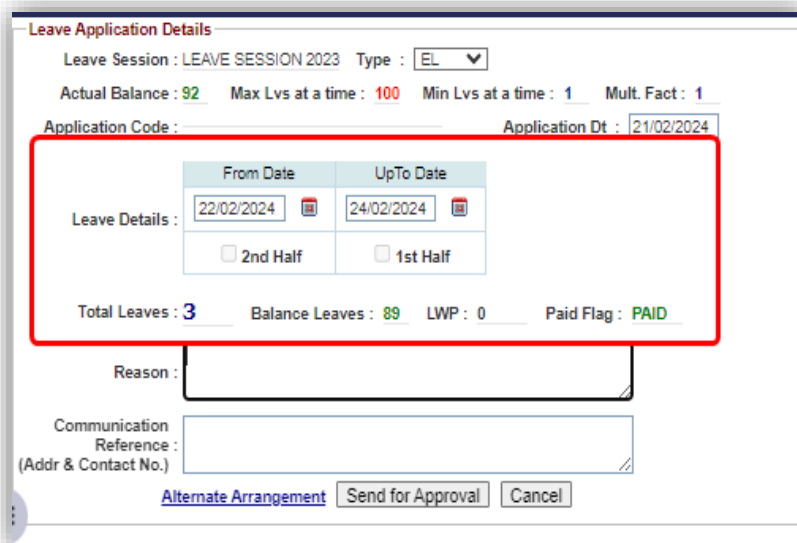 Leave Application Details
Leave Session : LEAVE SESSION 2023 Type : EL
Actual Balance : 92 Max Lvs at a time : 100 Min Lvs at a time : 1 Mult. Fact : 1
Application Code : Application Dt : 21/02/2024
From Date UpTo Date
Leave Details : 22/02/2024 24/02/2024
2nd Half 1st Half
Total Leaves : 3 Balance Leaves : 89 LWP : 0 Paid Flag : PAID
Reason :
Communication
Reference :
(Addr & Contact No.)
Alternate Arrangement Send for Approval Cancel